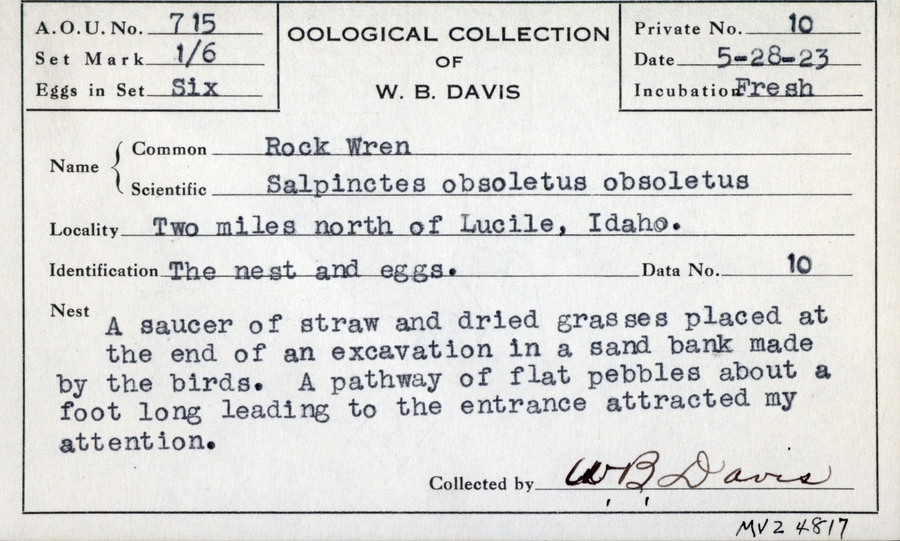 A.O.U. No. 715
Set Mark 1/6
Eggs in Set Six
OOLOGICAL COLLECTION
OF
W. B. DAVIS
Private No. 10
Date 5-28-23
Incubation Fresh
Name
Common Rock Wren
Scientific Salpinctes obsoletus obsoletus
Locality Two miles north of Lucile, Idaho.
Identification The nest and eggs. Data No. 10
Nest
A saucer of straw and dried grasses placed at
the end of an excavation in a sand bank made
by the birds. A pathway of flat pebbles about a
foot long leading to the entrance attracted my
attention.
Collected by W B Davis
MVZ 4817